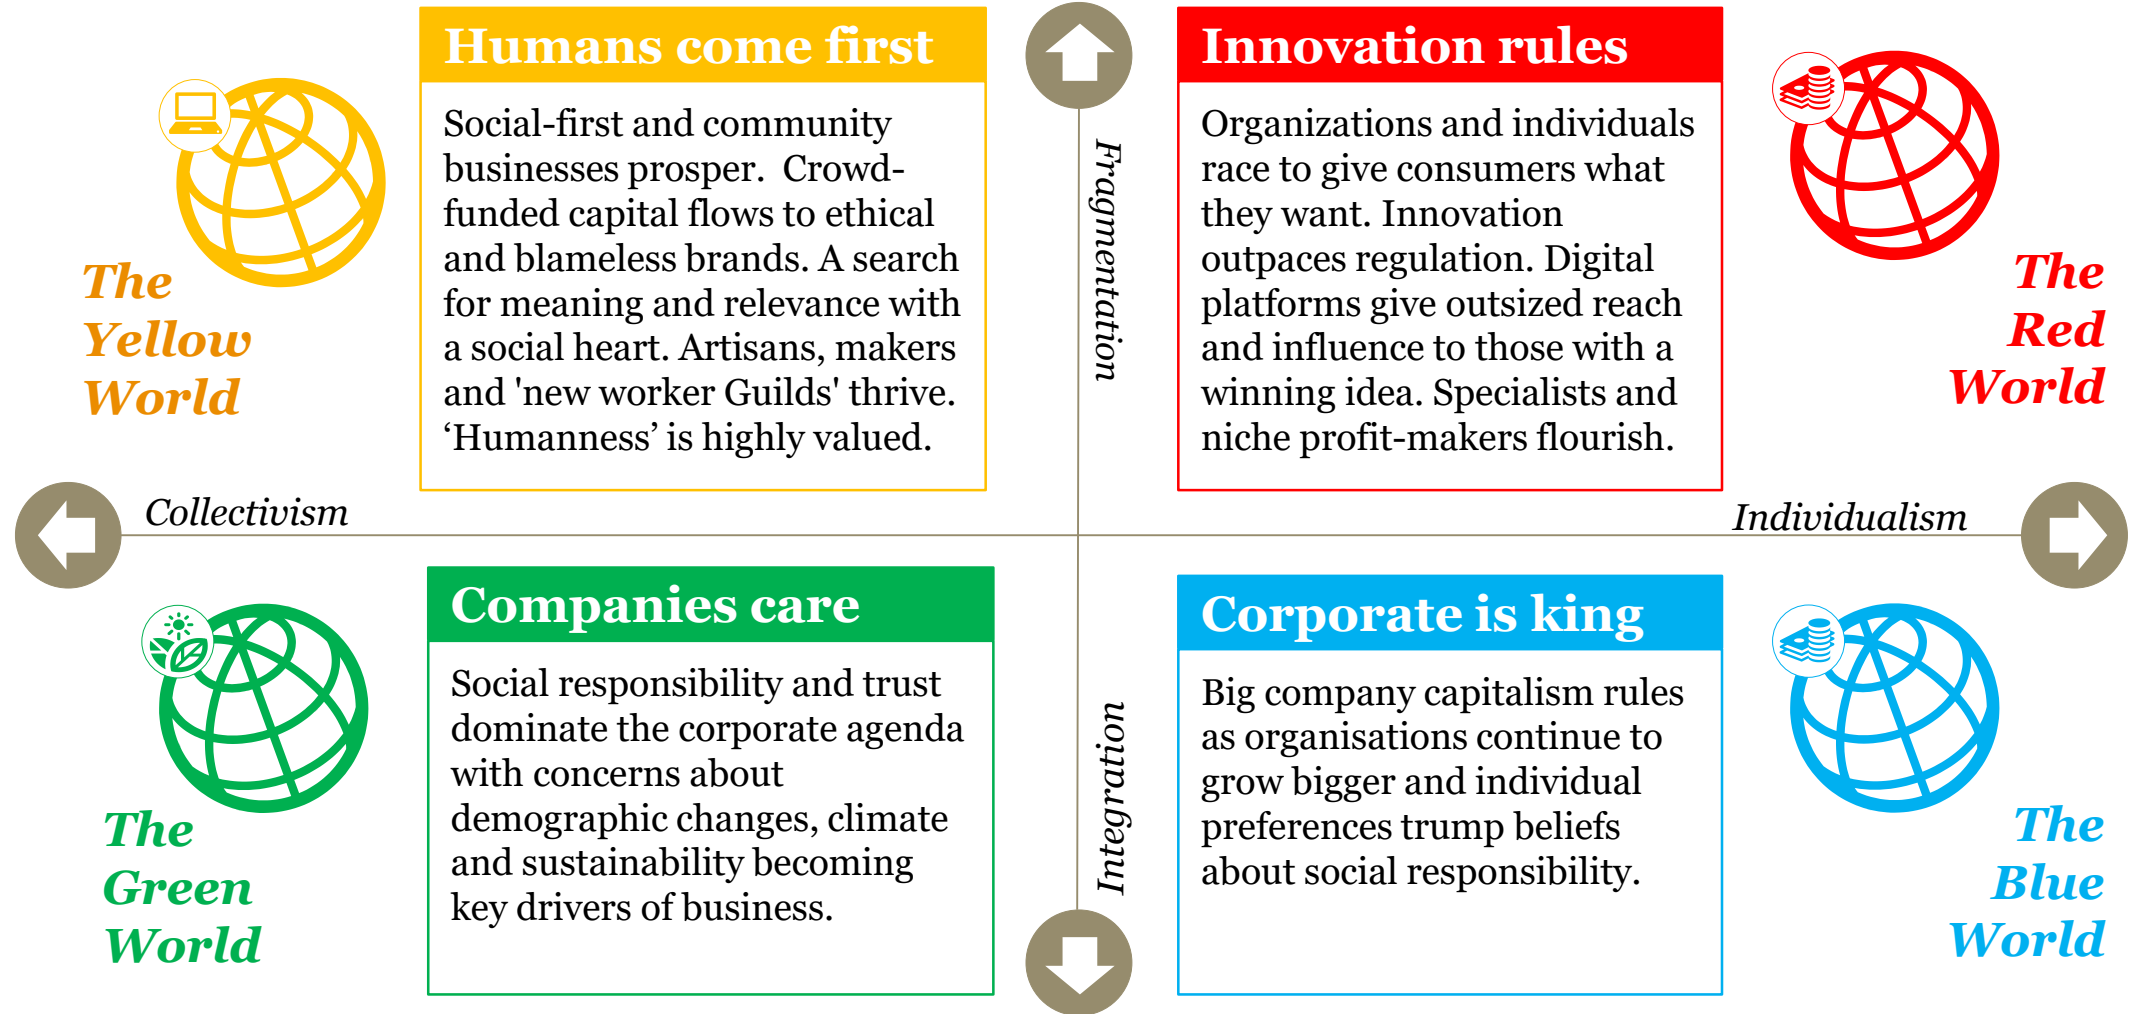 Humans come first
Social-first and community
businesses prosper.  Crowd-
funded capital flows to ethical
and blameless brands. A search
for meaning and relevance with
a social heart. Artisans, makers
and 'new worker Guilds' thrive.
‘Humanness’ is highly valued.
The
Yellow
World
Fragmentation
Innovation rules
Organizations and individuals
race to give consumers what
they want. Innovation
outpaces regulation. Digital
platforms give outsized reach
and influence to those with a
winning idea. Specialists and
niche profit-makers flourish.
The
Red
World
Collectivism
Individualism
Companies care
Social responsibility and trust
dominate the corporate agenda
with concerns about
demographic changes, climate
and sustainability becoming
key drivers of business.
The
Green
World
Integration
Corporate is king
Big company capitalism rules
as organisations continue to
grow bigger and individual
preferences trump beliefs
about social responsibility.
The
Blue
World